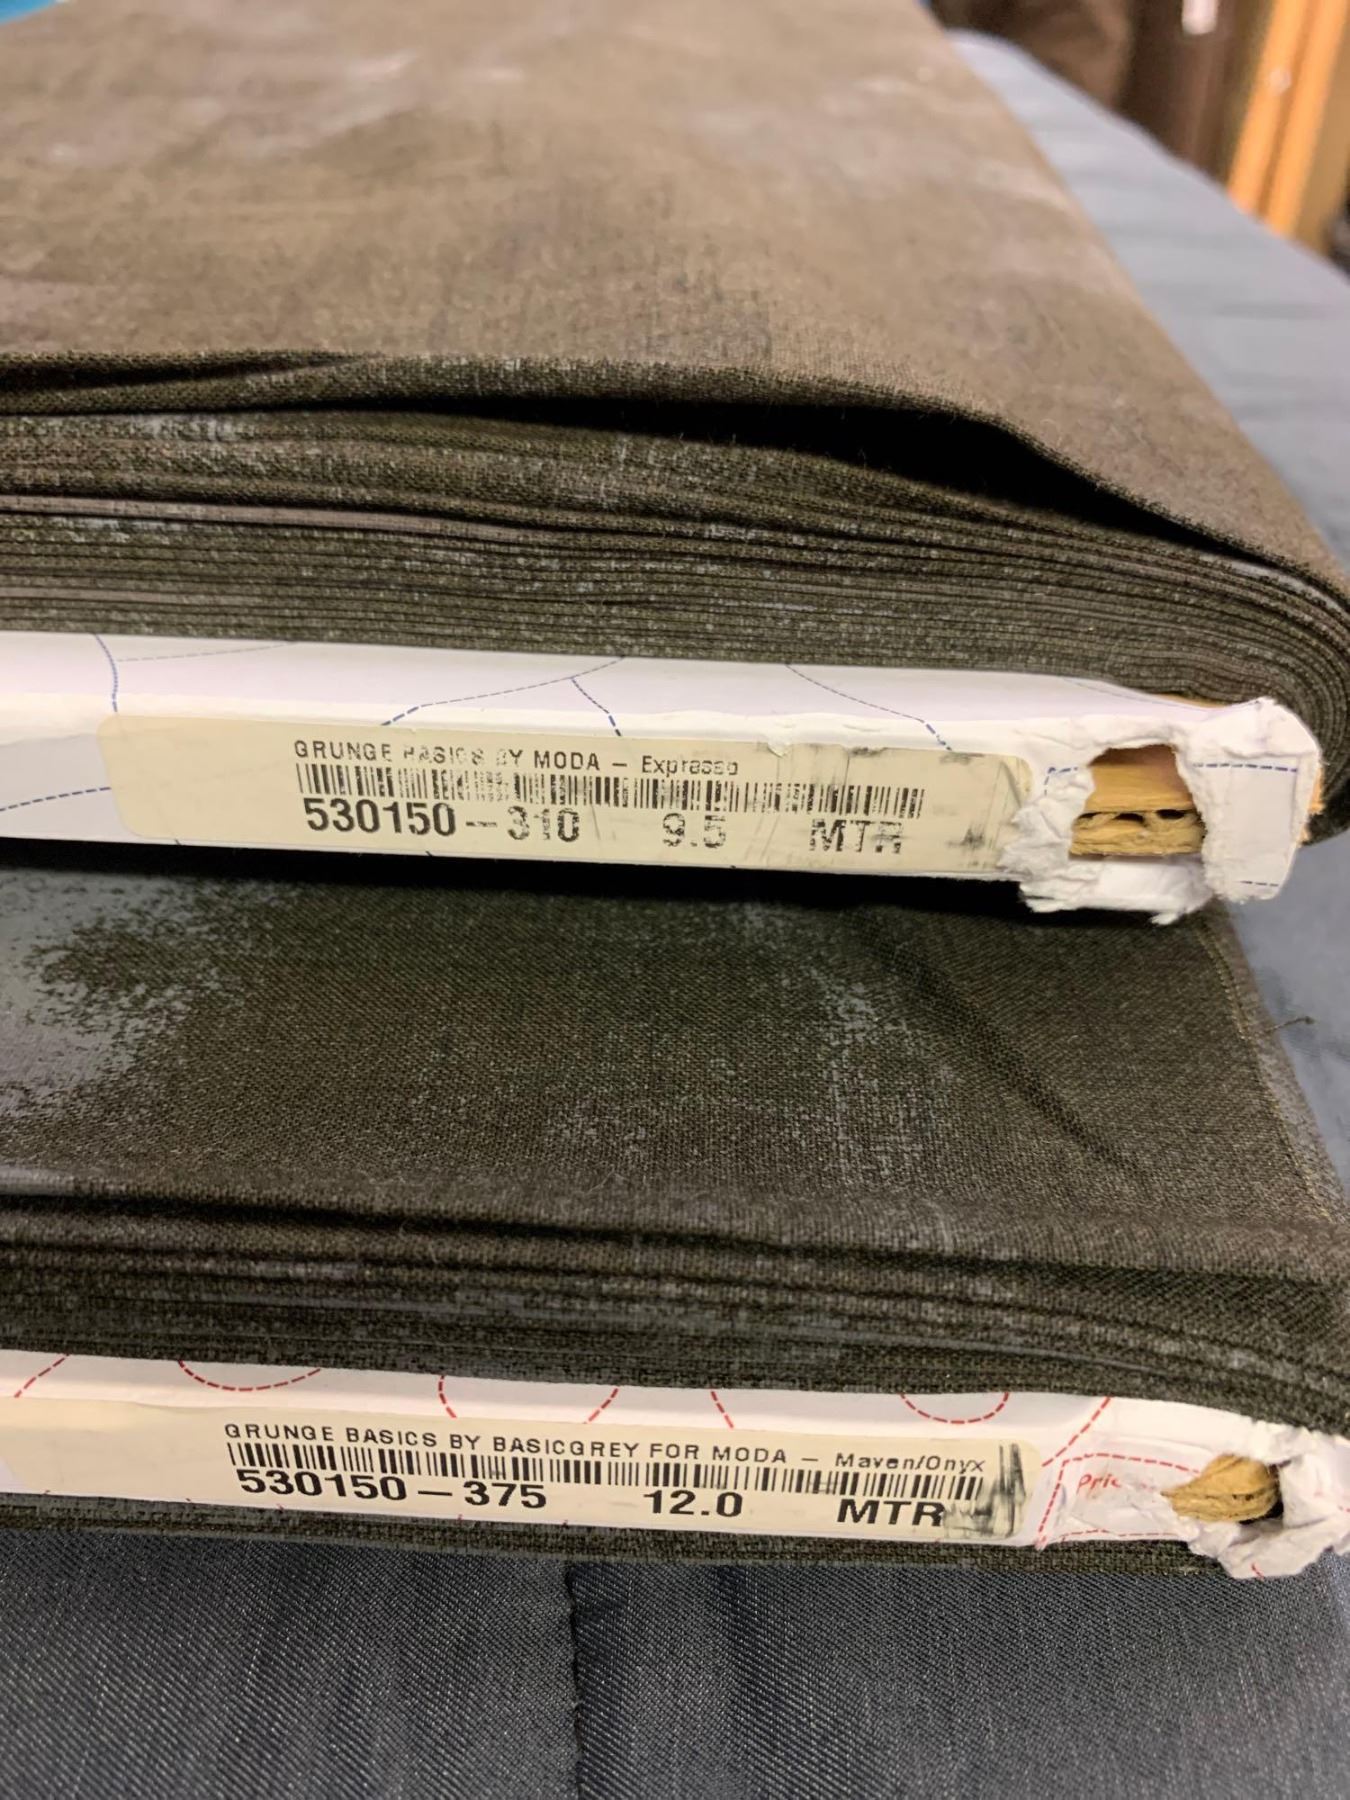 GRUNGE BASICS BY MODA – Exprasso
530150-310 9.5 MTR
GRUNGE BASICS BY BASICGREY FOR MODA – Maven/Onyx
530150-375 12.0 MTR